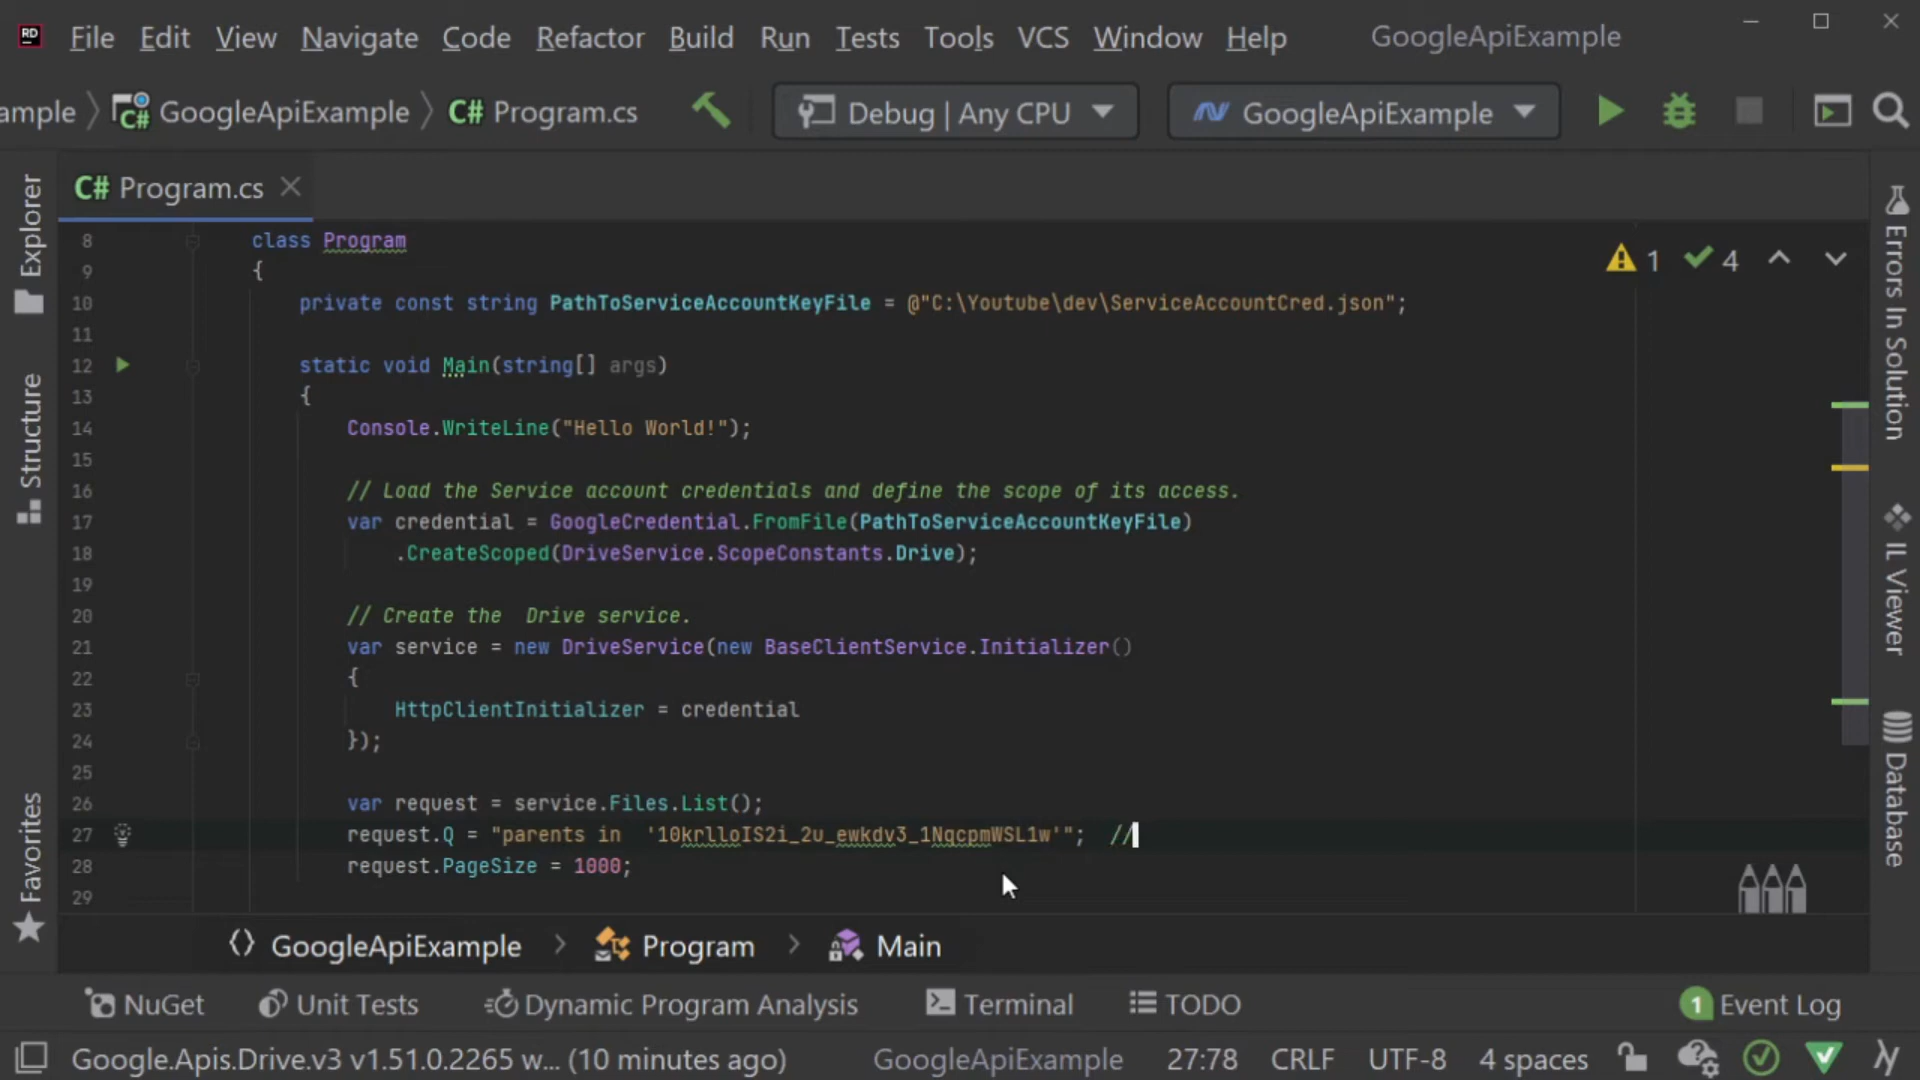 RD File Edit View Navigate Code Refactor Build Run Tests Tools VCS Window Help GoogleApiExample
ample GoogleApiExample C# Program.cs Debug | Any CPU GoogleApiExample
C# Program.cs
Explorer
Structure
Favorites
8 class Program
9 {
10 private const string PathToServiceAccountKeyFile = @"C:\Youtube\dev\ServiceAccountCred.json";
11
12 static void Main(string[] args)
13 {
14 Console.WriteLine("Hello World!");
15
16 // Load the Service account credentials and define the scope of its access.
17 var credential = GoogleCredential.FromFile(PathToServiceAccountKeyFile)
18 .CreateScoped(DriveService.ScopeConstants.Drive);
19
20 // Create the  Drive service.
21 var service = new DriveService(new BaseClientService.Initializer()
22 {
23 HttpClientInitializer = credential
24 });
25
26 var request = service.Files.List();
27 request.Q = "parents in  '10krlloIS2i_2u_ewkdv3_1NqcpmWSL1w'";  //
28 request.PageSize = 1000;
29
1 4
Errors In Solution
IL Viewer
Database
GoogleApiExample Program Main
NuGet Unit Tests Dynamic Program Analysis Terminal TODO 1 Event Log
Google.Apis.Drive.v3 v1.51.0.2265 w... (10 minutes ago) GoogleApiExample 27:78 CRLF UTF-8 4 spaces